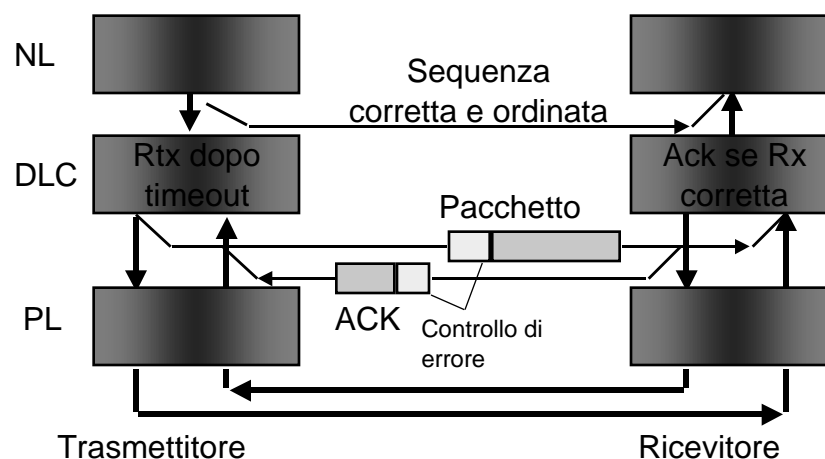 NL
Sequenza
corretta e ordinata
DLC
Rtx dopo
timeout
Ack se Rx
corretta
Pacchetto
PL
ACK
Controllo di
errore
Trasmettitore
Ricevitore